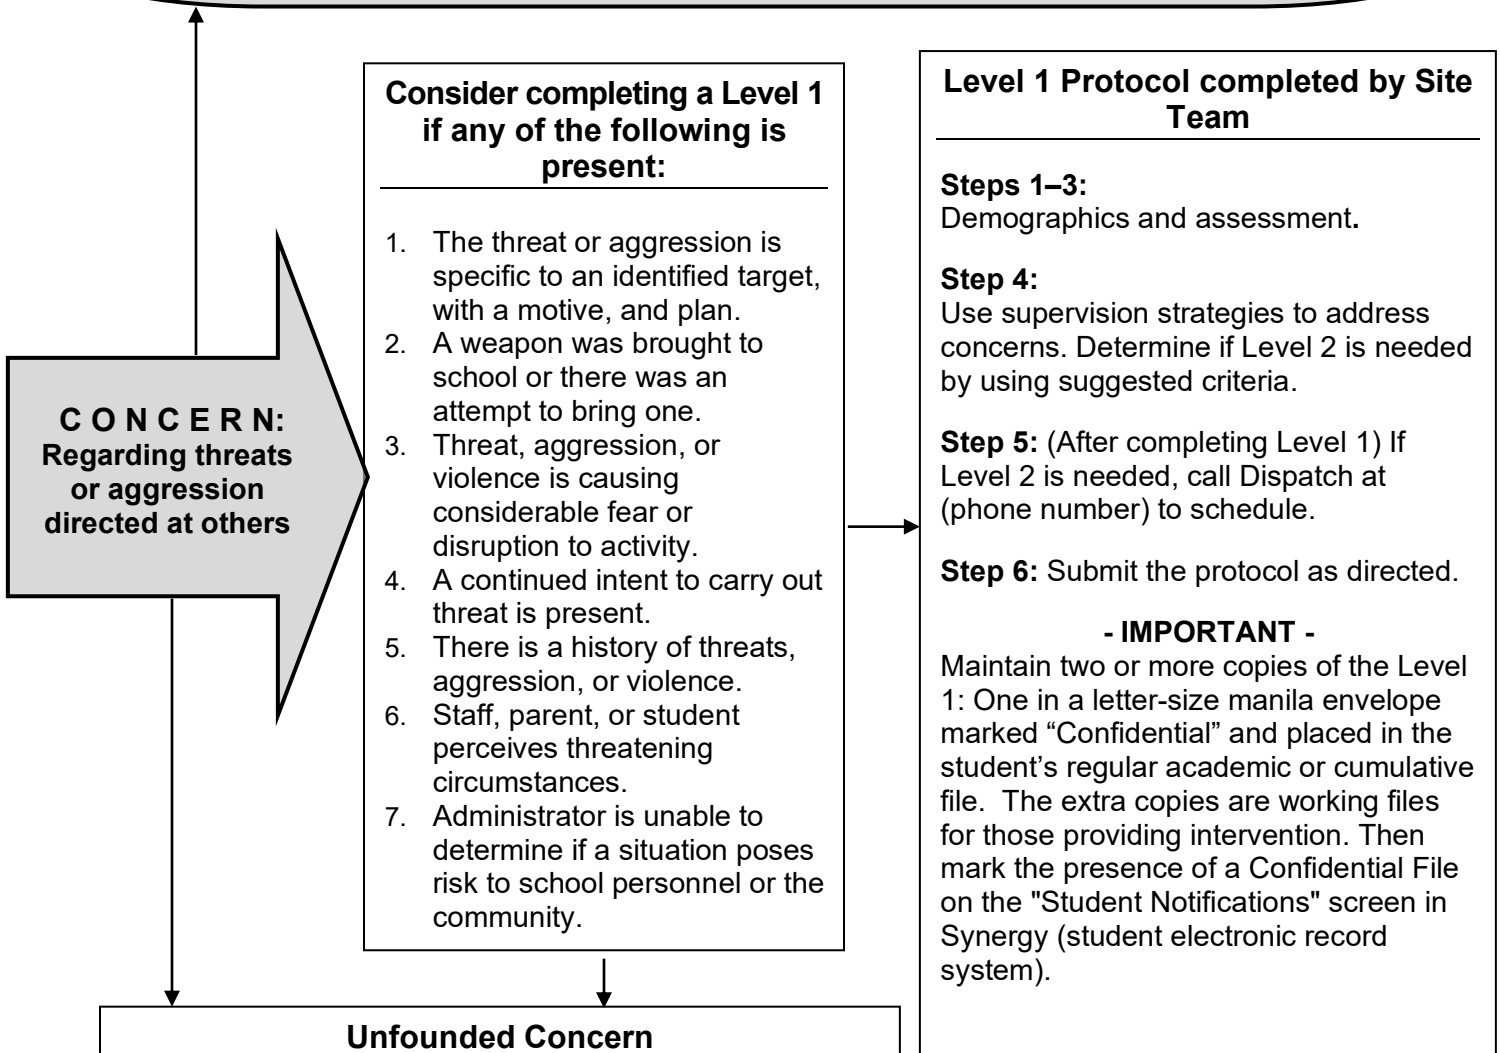 C O N C E R N:
Regarding threats
or aggression
directed at others
Consider completing a Level 1
if any of the following is
present:
1. The threat or aggression is
specific to an identified target,
with a motive, and plan.
2. A weapon was brought to
school or there was an
attempt to bring one.
3. Threat, aggression, or
violence is causing
considerable fear or
disruption to activity.
4. A continued intent to carry out
threat is present.
5. There is a history of threats,
aggression, or violence.
6. Staff, parent, or student
perceives threatening
circumstances.
7. Administrator is unable to
determine if a situation poses
risk to school personnel or the
community.
Level 1 Protocol completed by Site
Team
Steps 1–3:
Demographics and assessment.
Step 4:
Use supervision strategies to address
concerns. Determine if Level 2 is needed
by using suggested criteria.
Step 5: (After completing Level 1) If
Level 2 is needed, call Dispatch at
(phone number) to schedule.
Step 6: Submit the protocol as directed.
- IMPORTANT -
Maintain two or more copies of the Level
1: One in a letter-size manila envelope
marked “Confidential” and placed in the
student’s regular academic or cumulative
file.  The extra copies are working files
for those providing intervention. Then
mark the presence of a Confidential File
on the "Student Notifications" screen in
Synergy (student electronic record
system).
Unfounded Concern